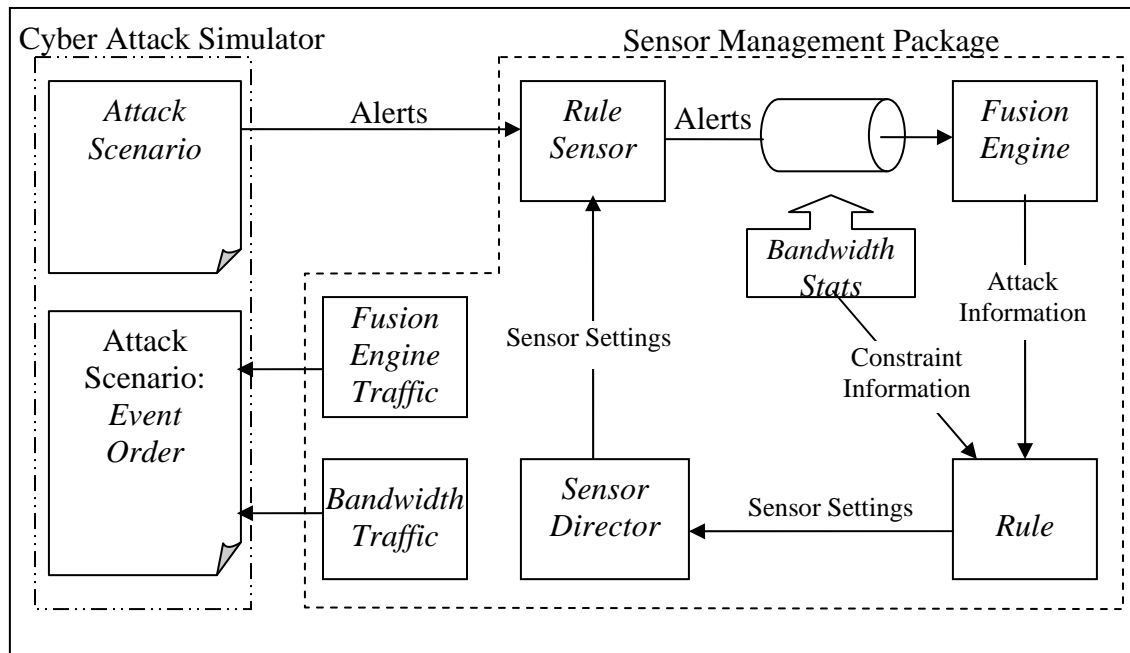 Cyber Attack Simulator
Sensor Management Package
Attack
Scenario
Alerts
Rule
Sensor
Alerts
Fusion
Engine
Bandwidth
Stats
Attack
Information
Sensor Settings
Constraint
Information
Attack
Scenario:
Event
Order
Fusion
Engine
Traffic
Bandwidth
Traffic
Sensor
Director
Sensor Settings
Rule